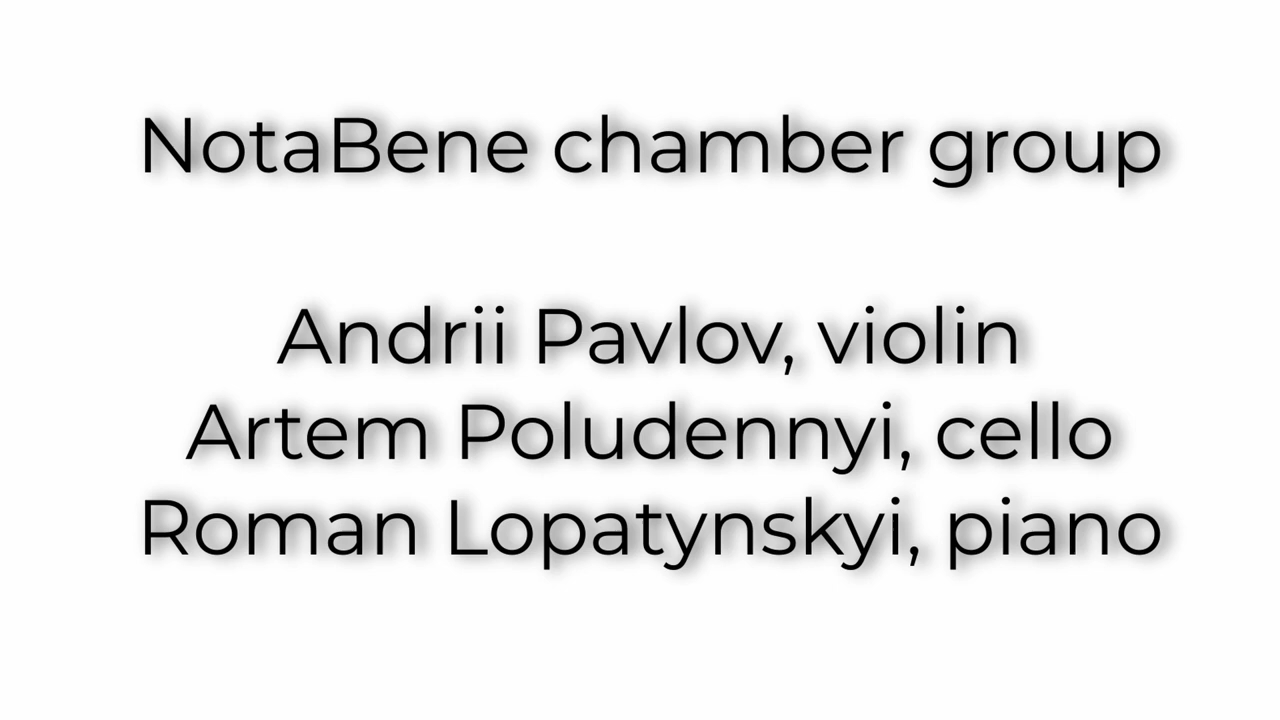 NotaBene chamber group
Andrii Pavlov, violin
Artem Poludennyi, cello
Roman Lopatynskyi, piano